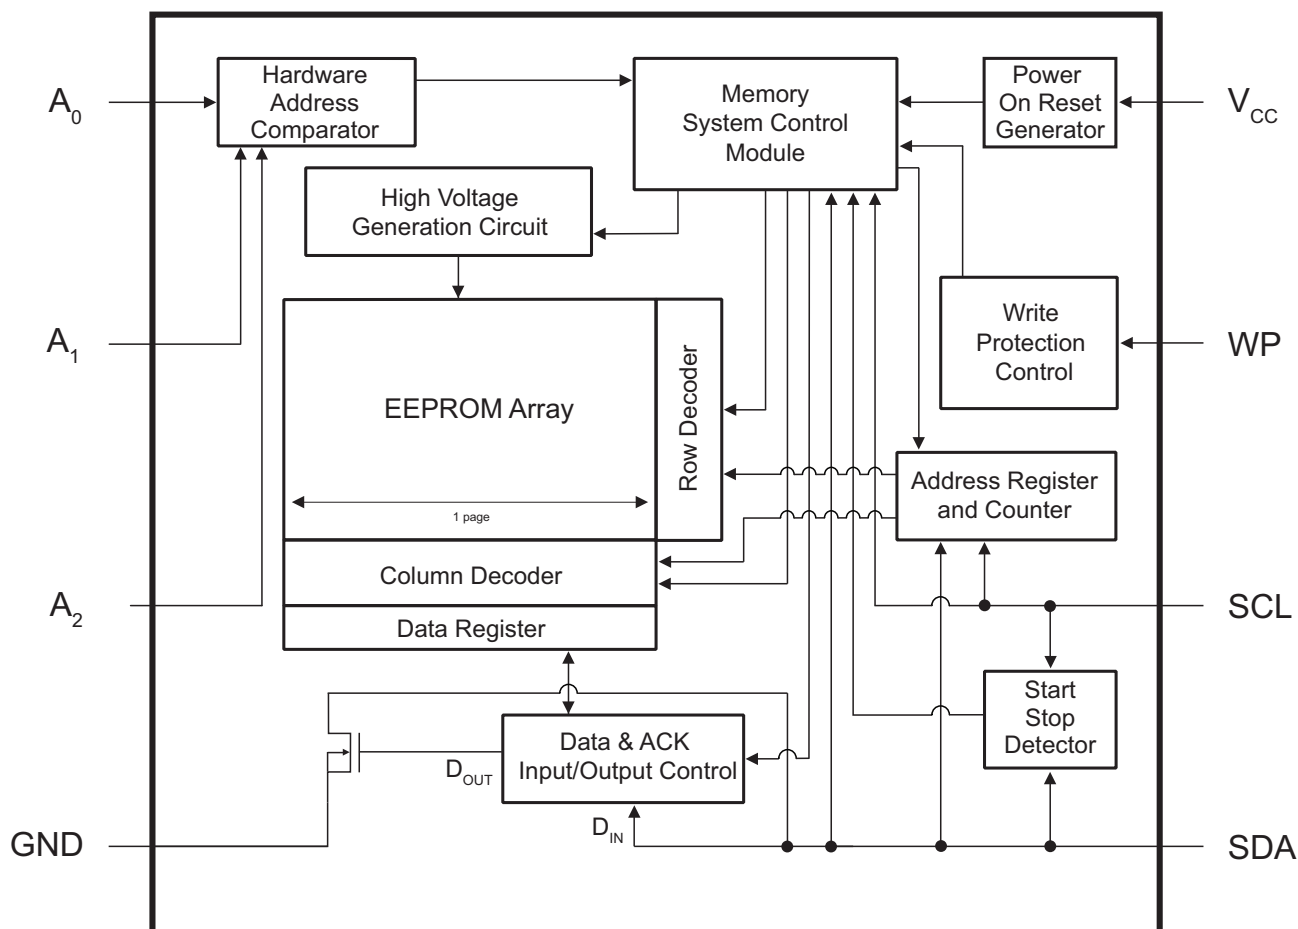 A0
Hardware
Address
Comparator
Memory
System Control
Module
Power
On Reset
Generator
VCC
High Voltage
Generation Circuit
A1
EEPROM Array
Row Decoder
Write
Protection
Control
WP
1 page
Address Register
and Counter
Column Decoder
A2
Data Register
SCL
Start
Stop
Detector
DOUT
Data & ACK
Input/Output Control
DIN
GND
SDA